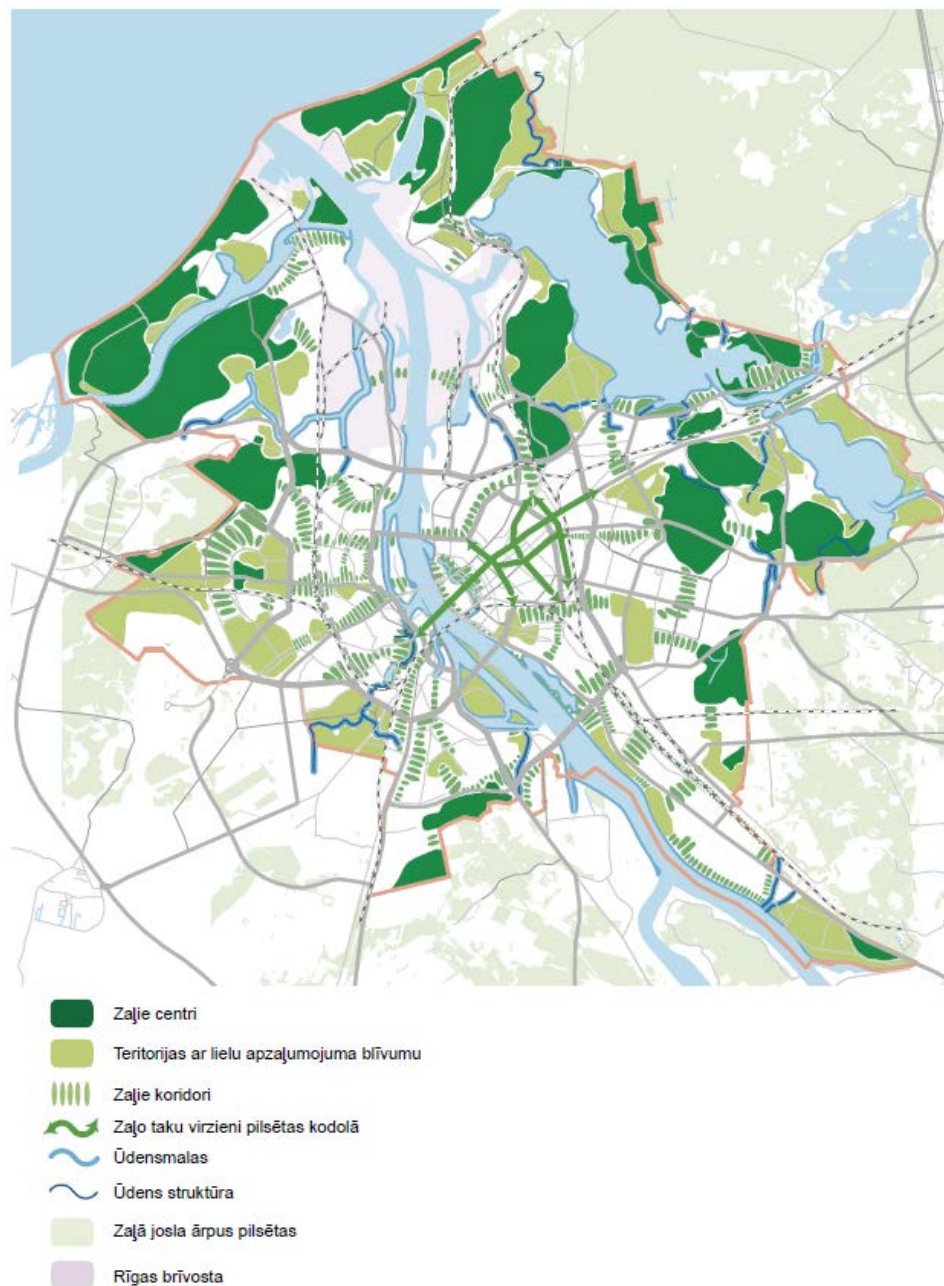 Zaļie centri
Teritorijas ar lielu apzaļumojuma blīvumu
Zaļie koridori
Zaļo taku virzieni pilsētas kodolā
Ūdensmalas
Ūdens struktūra
Zaļā josla ārpus pilsētas
Rīgas brīvosta